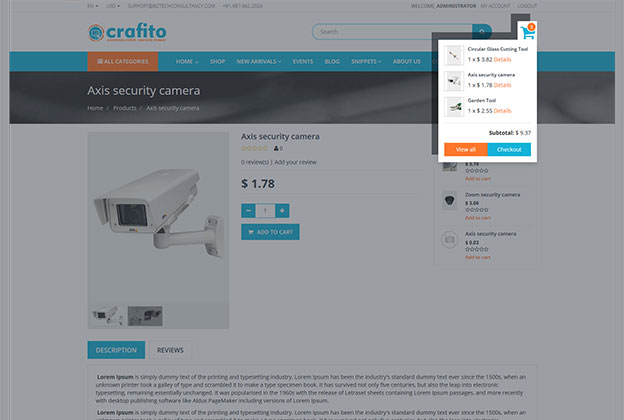 EN USD SUPPORT@BIZTECHCONSULTANCY.COM +91.987.962.2024 WELCOME, ADMINISTRATOR MY ACCOUNT LOGOUT
crafito
Search
ALL CATEGORIES HOME SHOP NEW ARRIVALS EVENTS BLOG SNIPPETS ABOUT US
Circular Glass Cutting Tool
1 x $ 3.82 Details
Axis security camera
1 x $ 1.78 Details
Garden Tool
1 x $ 2.55 Details
Subtotal: $ 9.37
View all Checkout
Axis security camera
Home / Products / Axis security camera
Axis security camera
0
0 review(s) | Add your review
$ 1.78
- 1 +
ADD TO CART
Add to cart
Zoom security camera
$ 3.06
Add to cart
Axis security camera
$ 0.02
Add to cart
DESCRIPTION REVIEWS
Lorem Ipsum is simply dummy text of the printing and typesetting industry. Lorem Ipsum has been the industry's standard dummy text ever since the 1500s, when an
unknown printer took a galley of type and scrambled it to make a type specimen book. It has survived not only five centuries, but also the leap into electronic
typesetting, remaining essentially unchanged. It was popularised in the 1960s with the release of Letraset sheets containing Lorem Ipsum passages, and more recently
with desktop publishing software like Aldus PageMaker including versions of Lorem Ipsum.
Lorem Ipsum is simply dummy text of the printing and typesetting industry. Lorem Ipsum has been the industry's standard dummy text ever since the 1500s, when an